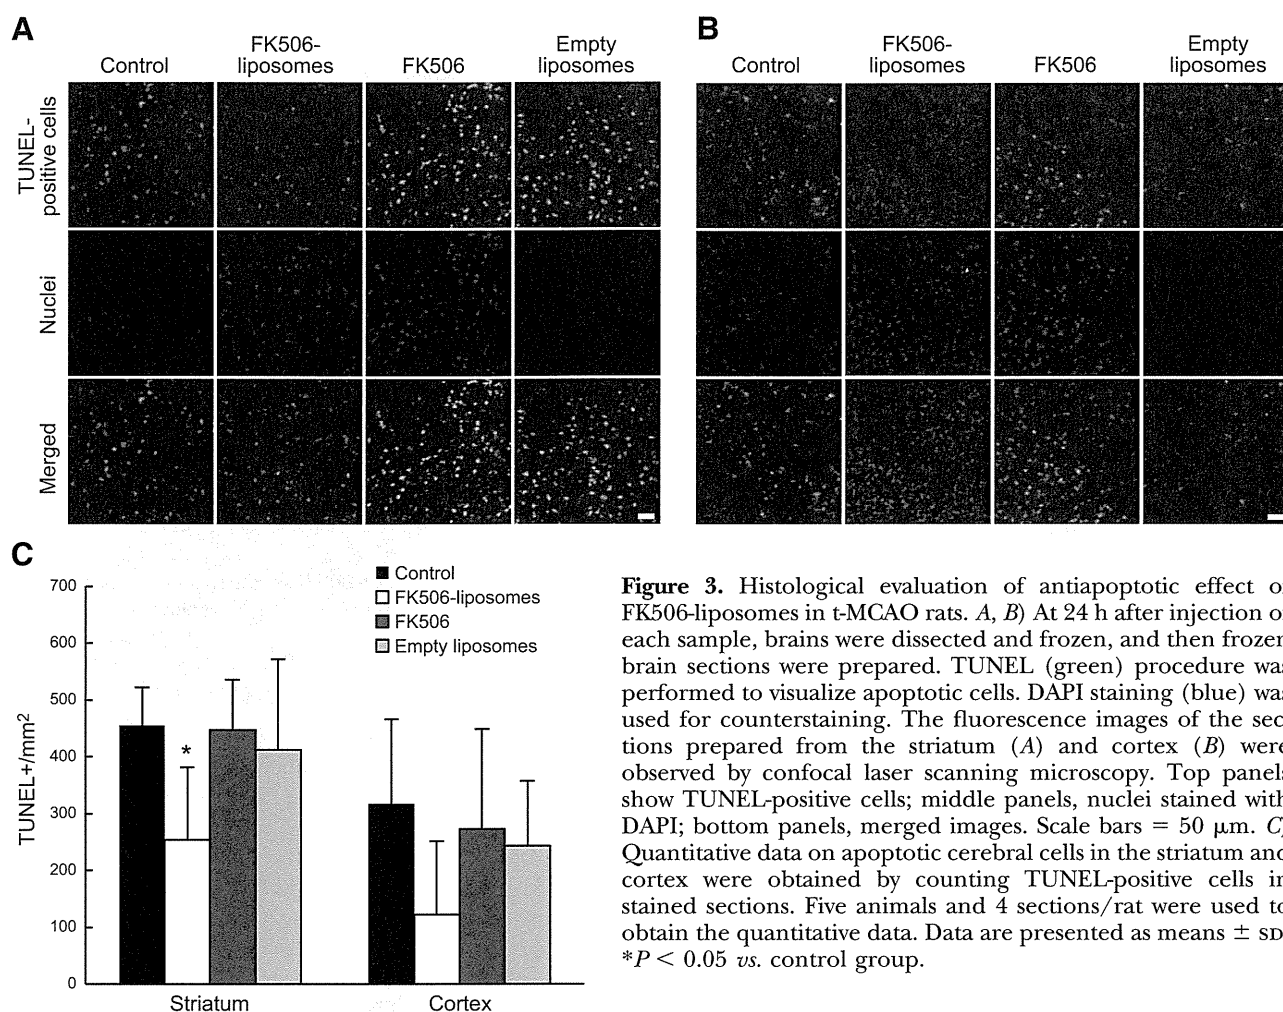 A
B
Control
FK506-
liposomes
FK506
Empty
liposomes
Control
FK506-
liposomes
FK506
Empty
liposomes
TUNEL-
positive cells
Nuclei
Merged
C
700
600
500
400
300
200
100
0
TUNEL+/mm2
Control
FK506-liposomes
FK506
Empty liposomes
*
Striatum
Cortex
Figure 3. Histological evaluation of antiapoptotic effect o
FK506-liposomes in t-MCAO rats. A, B) At 24 h after injection o
each sample, brains were dissected and frozen, and then frozen
brain sections were prepared. TUNEL (green) procedure wa
performed to visualize apoptotic cells. DAPI staining (blue) wa
used for counterstaining. The fluorescence images of the sec
tions prepared from the striatum (A) and cortex (B) were
observed by confocal laser scanning microscopy. Top panel
show TUNEL-positive cells; middle panels, nuclei stained with
DAPI; bottom panels, merged images. Scale bars = 50 μm. C
Quantitative data on apoptotic cerebral cells in the striatum and
cortex were obtained by counting TUNEL-positive cells in
stained sections. Five animals and 4 sections/rat were used to
obtain the quantitative data. Data are presented as means ± SD
*P < 0.05 vs. control group.